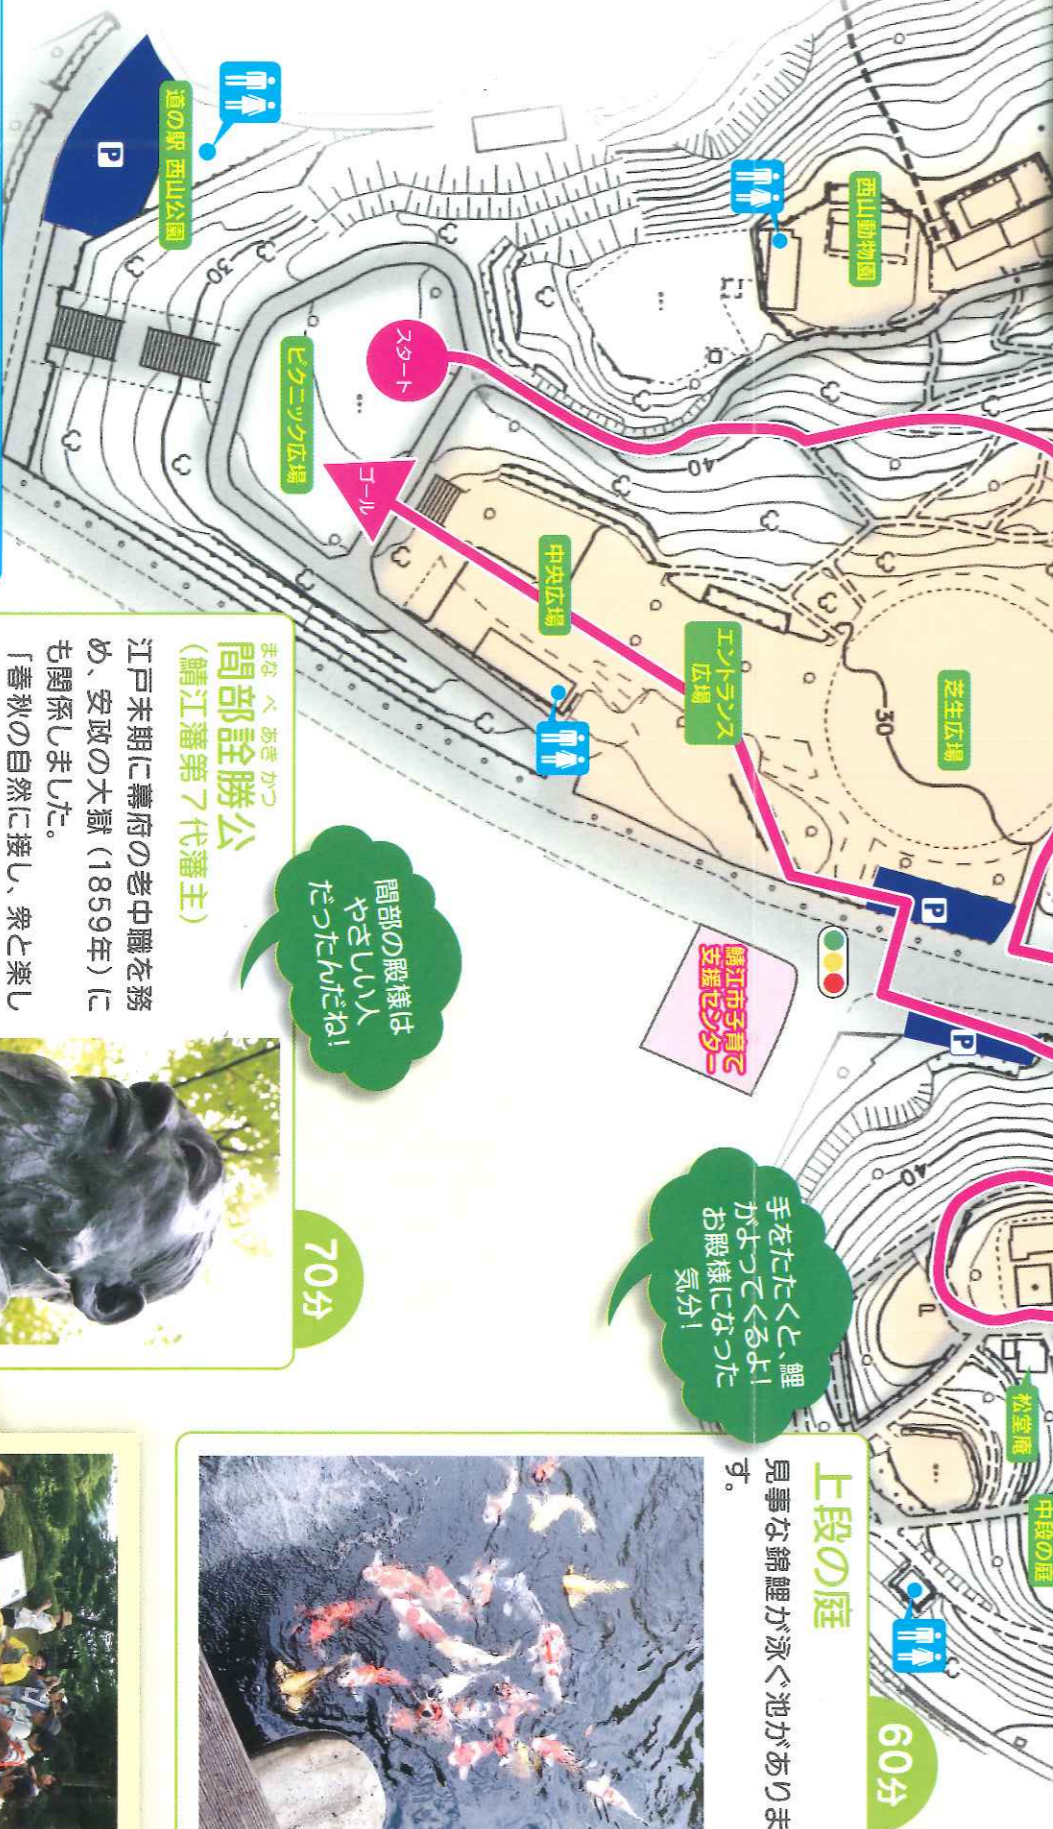 西山動物園
芝生広場
エントランス
広場
中央広場
スタート
ゴール
ピクニック広場
道の駅 西山公園
P
P
P
30
40
30
40
鯖江市子育て
支援センター
松堂庵
中段の庭
60分
上段の庭
見事な錦鯉が泳ぐ池がありま
す。
手をたたくと、鯉
がよってくるよ!
お殿様になった
気分!
70分
まな べ あき かつ
間部詮勝公
(鯖江藩第7代藩主)
江戸末期に幕府の老中職を務
め、安政の大獄(1859年)に
も関係しました。
「春秋の自然に接し、衆と楽し
間部の殿様は
やさしい人
だったんだね!